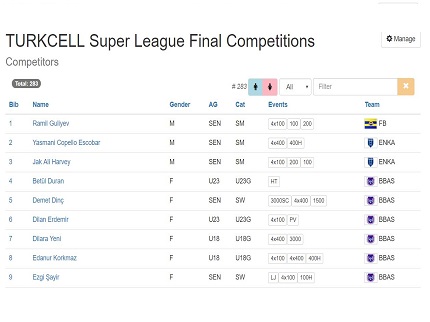 TURKCELL Super League Final Competitions
Manage
Competitors
Total: 283
# 283 All Filter
Bib Name Gender AG Cat Events Team
1 Ramil Guliyev M SEN SM 4x100 100 200 FB
2 Yasmani Copello Escobar M SEN SM 4x400 400H ENKA
3 Jak Ali Harvey M SEN SM 4x100 200 100 ENKA
4 Betül Duran F U23 U23G HT BBAS
5 Demet Dinç F SEN SW 3000SC 4x400 1500 BBAS
6 Dilan Erdemir F U23 U23G 4x100 PV BBAS
7 Dilara Yeni F U18 U18G 4x400 3000 BBAS
8 Edanur Korkmaz F U18 U18G 4x100 4x400 400H BBAS
9 Ezgi Şayir F SEN SW LJ 4x100 100H BBAS